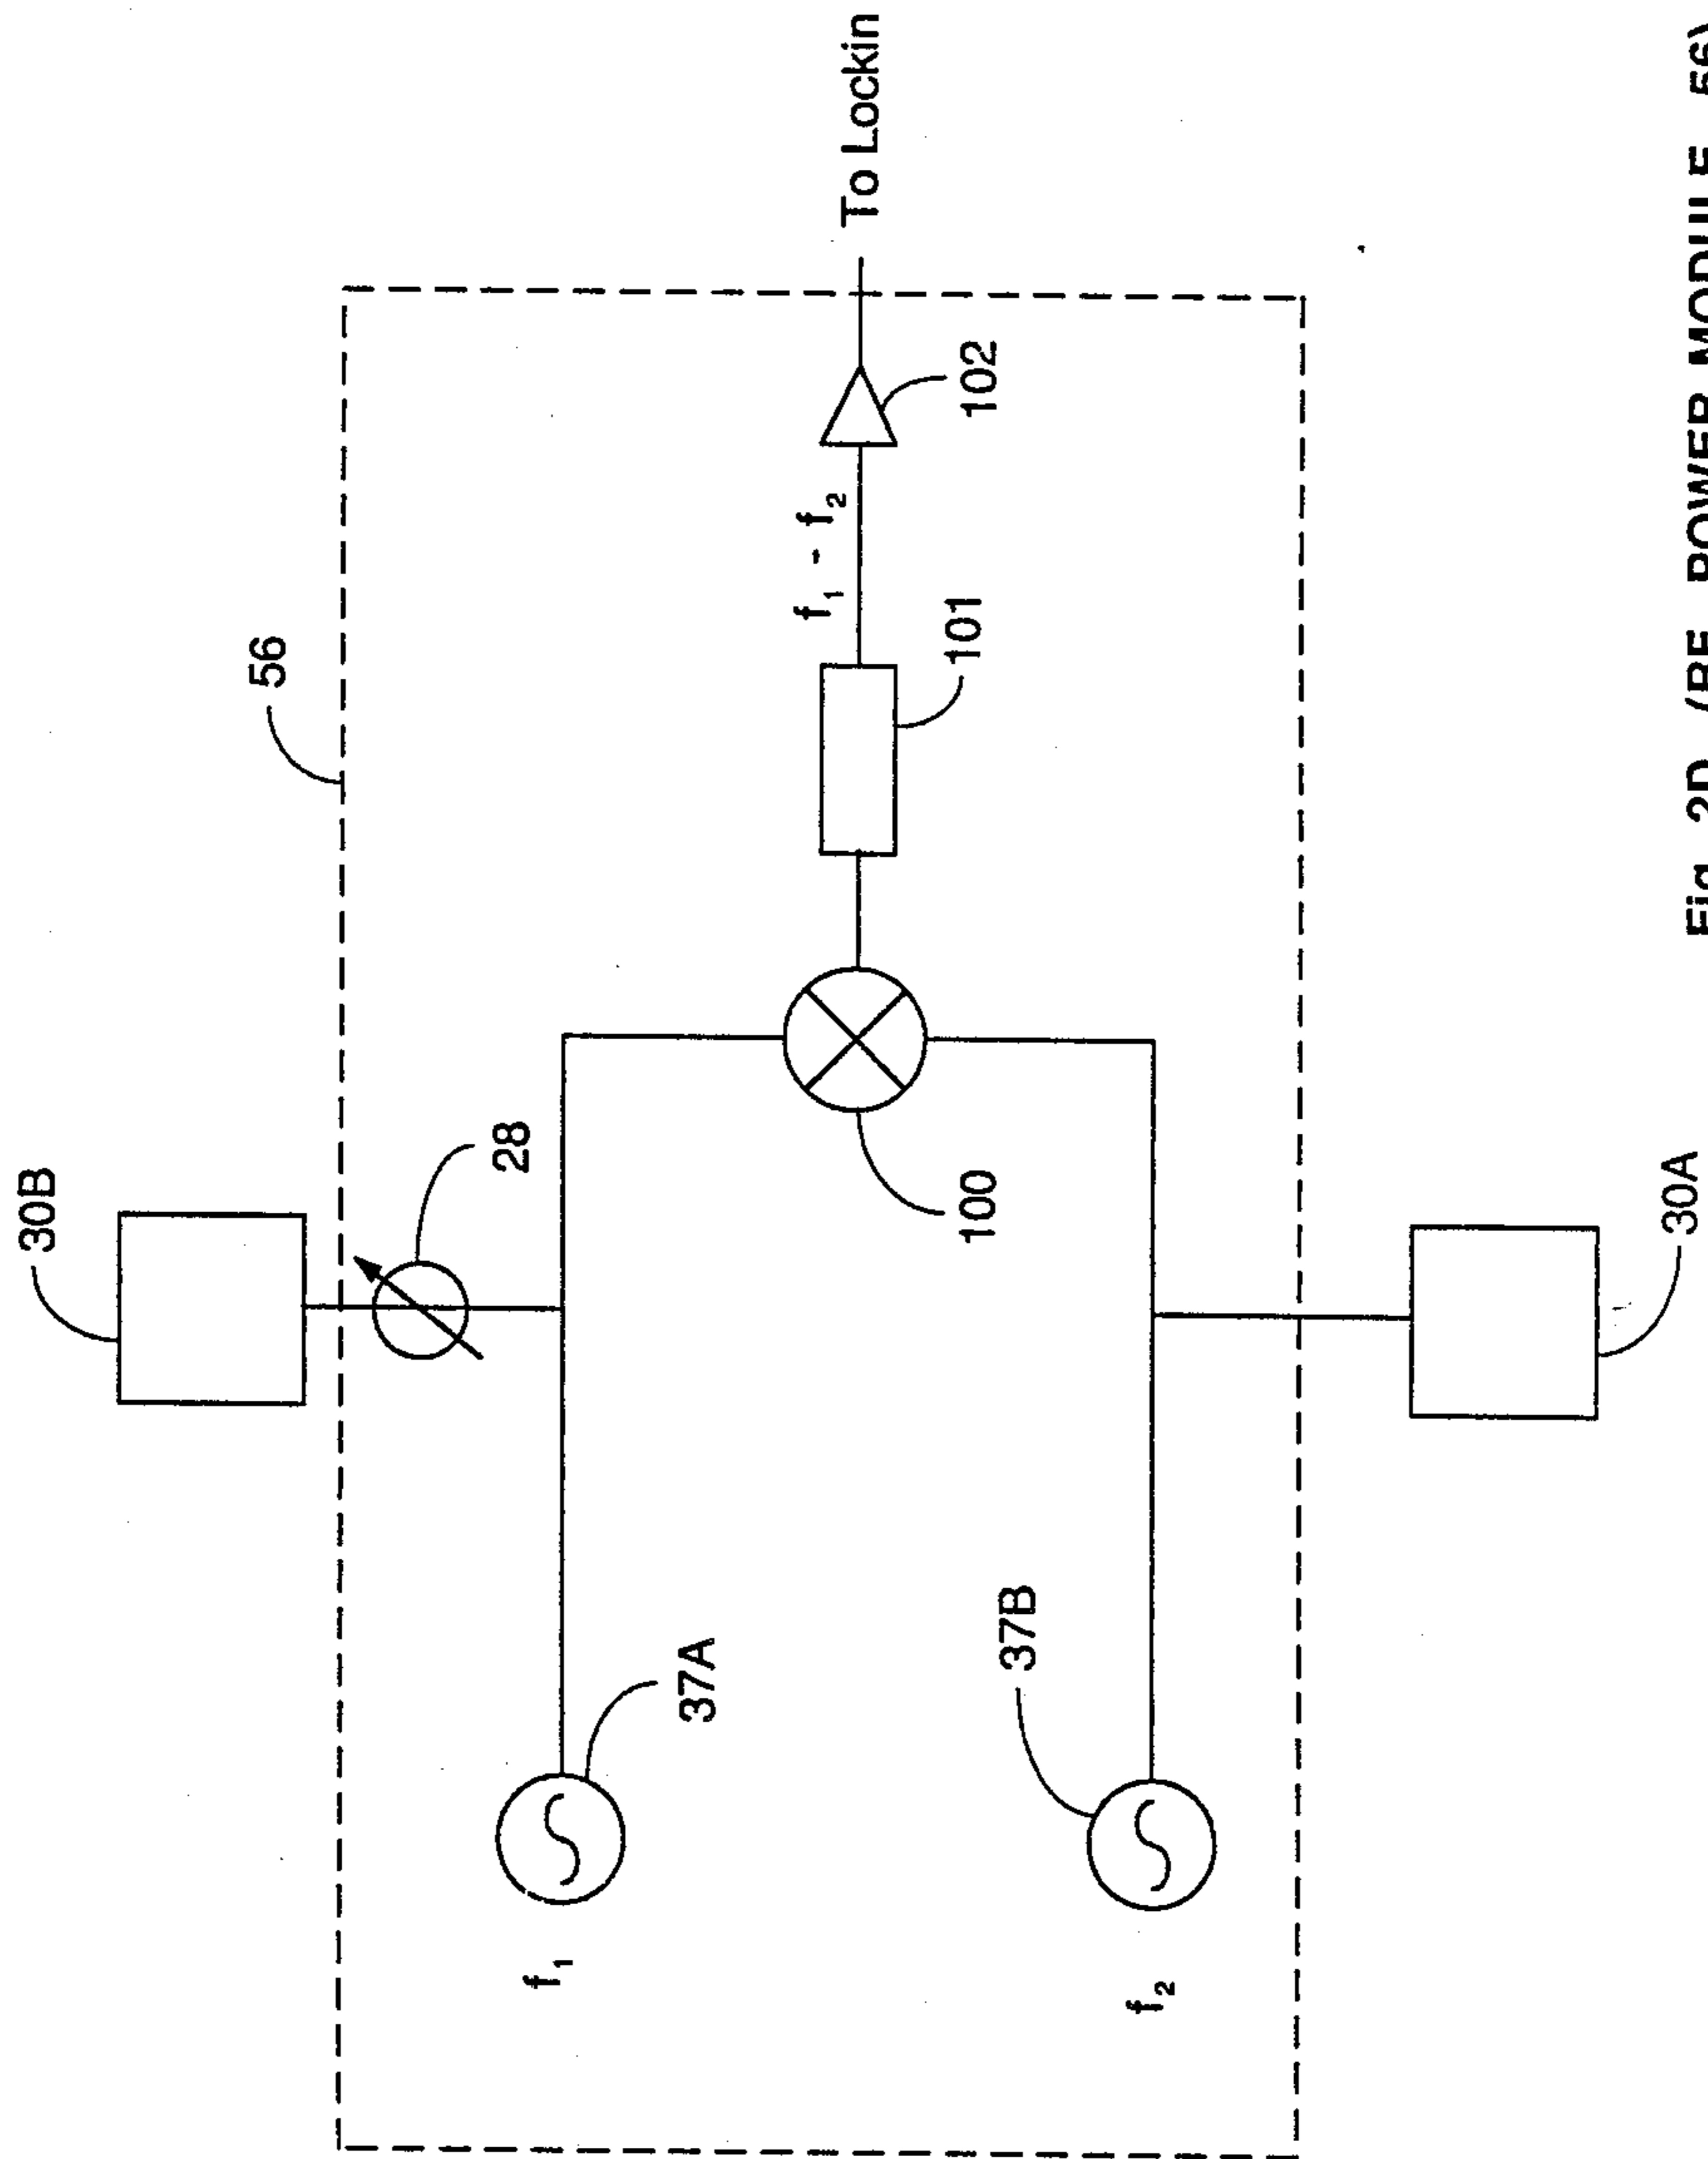 30B
56
28
To Lockin
f₁ - f₂
102
101
100
37A
f₁
37B
f₂
30A
Fig. 2D (RF POWER MODULE 56)